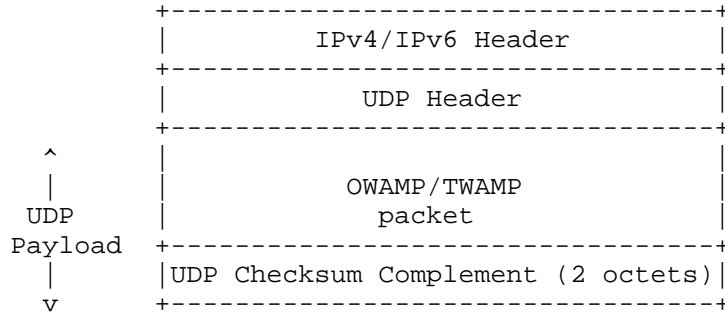 IPv4/IPv6 Header
UDP Header
^
| OWAMP/TWAMP
UDP packet
Payload
| UDP Checksum Complement (2 octets)
v